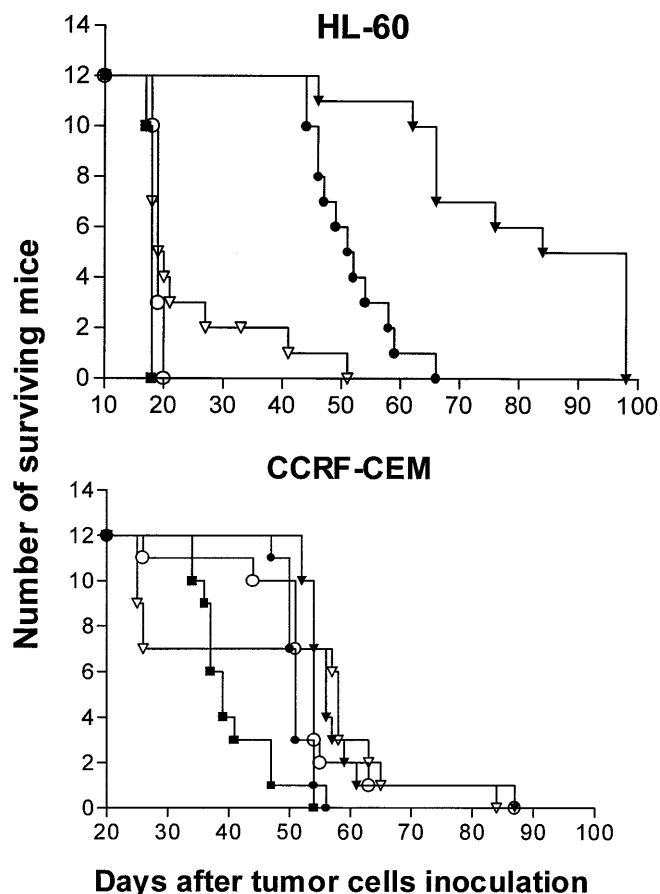 HL-60
14
12
10
8
6
4
2
0
10 20 30 40 50 60 70 80 90 100
Number of surviving mice
CCRF-CEM
14
12
10
8
6
4
2
0
20 30 40 50 60 70 80 90 100
Days after tumor cells inoculation